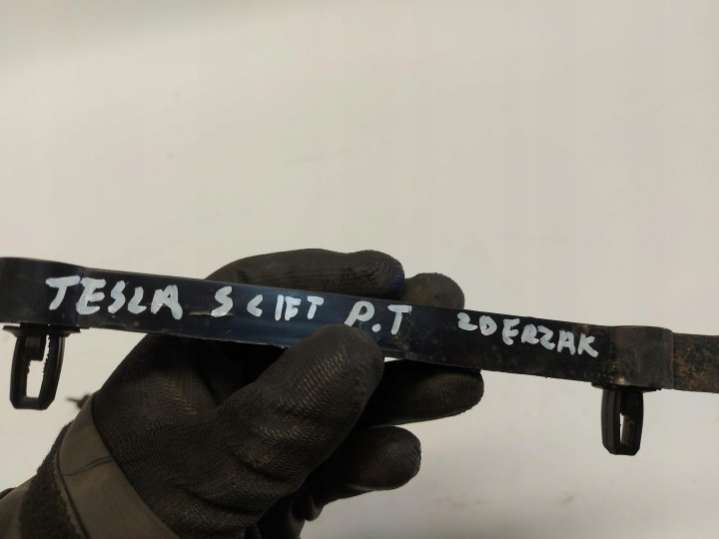 TESLA S LIFT P.T ZDERZAK